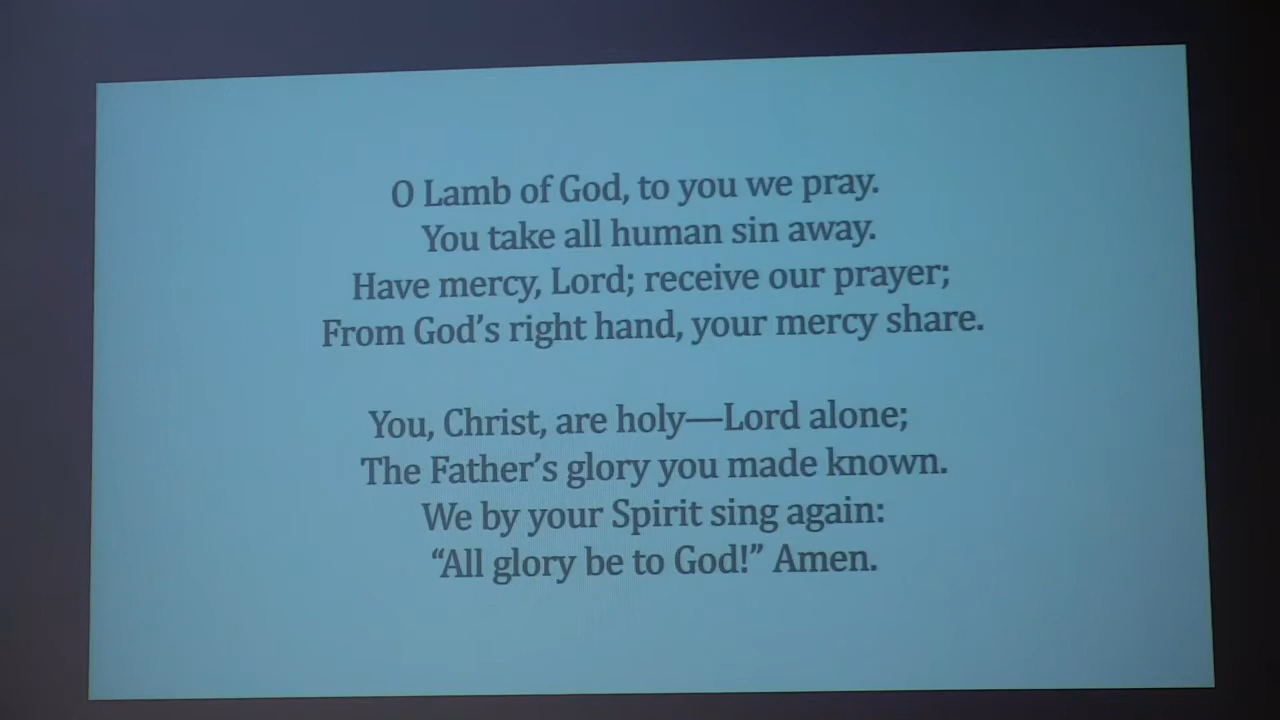 O Lamb of God, to you we pray.
You take all human sin away.
Have mercy, Lord; receive our prayer;
From God’s right hand, your mercy share.
You, Christ, are holy—Lord alone;
The Father’s glory you made known.
We by your Spirit sing again:
“All glory be to God!” Amen.